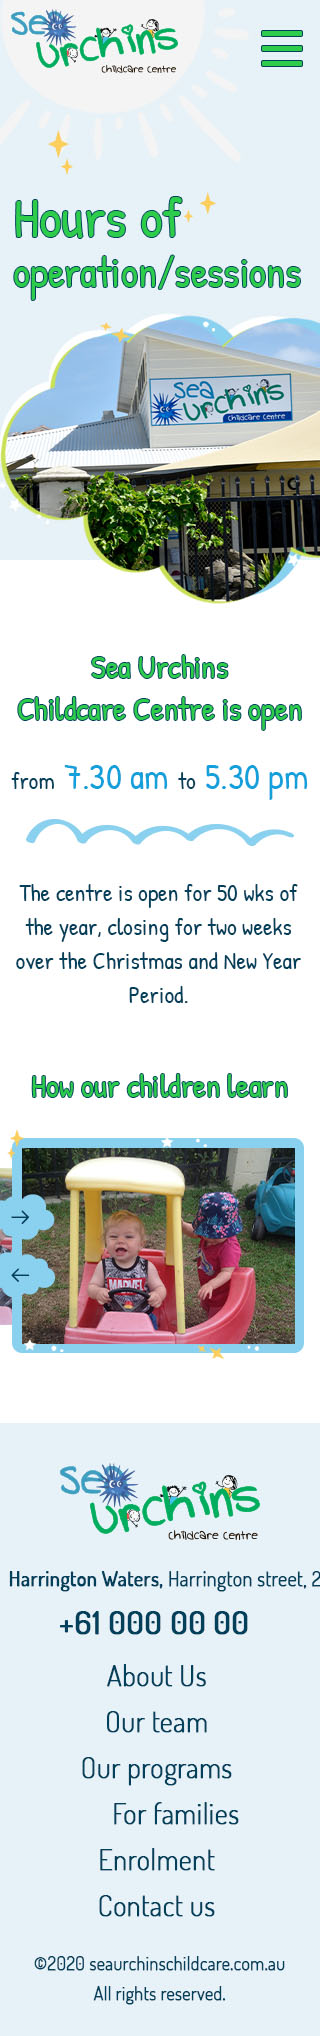 Sea
Urchins
Childcare Centre
Hours of
operation/sessions
Sea
Urchins
Childcare Centre
Sea Urchins
Childcare Centre is open
from 7.30 am to 5.30 pm
The centre is open for 50 wks of
the year, closing for two weeks
over the Christmas and New Year
Period.
How our children learn
MARVEL
Sea
Urchins
Childcare Centre
Harrington Waters, Harrington street, 2
+61 000 00 00
About Us
Our team
Our programs
For families
Enrolment
Contact us
©2020 seaurchinschildcare.com.au
All rights reserved.